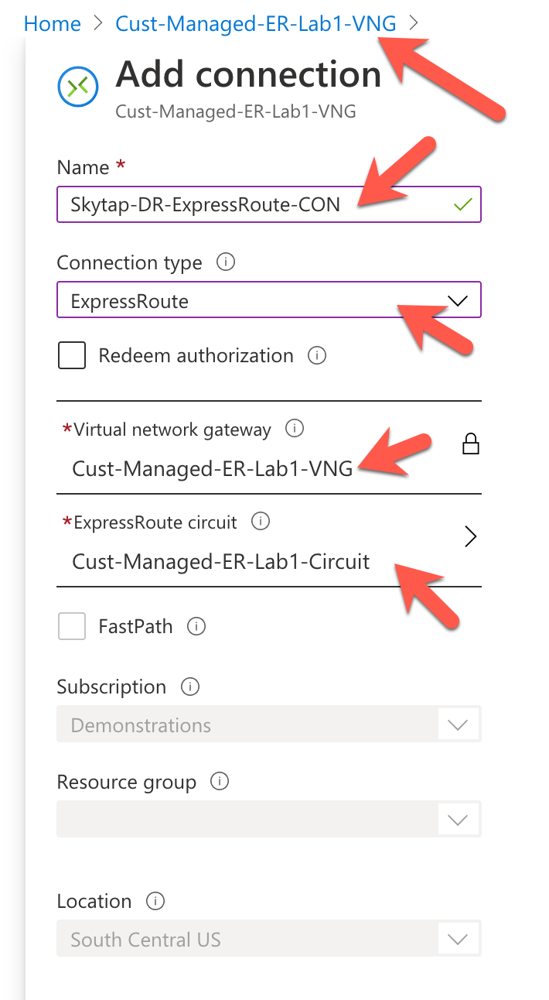 Home > Cust-Managed-ER-Lab1-VNG >
Add connection
Cust-Managed-ER-Lab1-VNG
Name *
Skytap-DR-ExpressRoute-CON
Connection type
ExpressRoute
Redeem authorization
*Virtual network gateway
Cust-Managed-ER-Lab1-VNG
*ExpressRoute circuit
Cust-Managed-ER-Lab1-Circuit
FastPath
Subscription
Demonstrations
Resource group
Location
South Central US